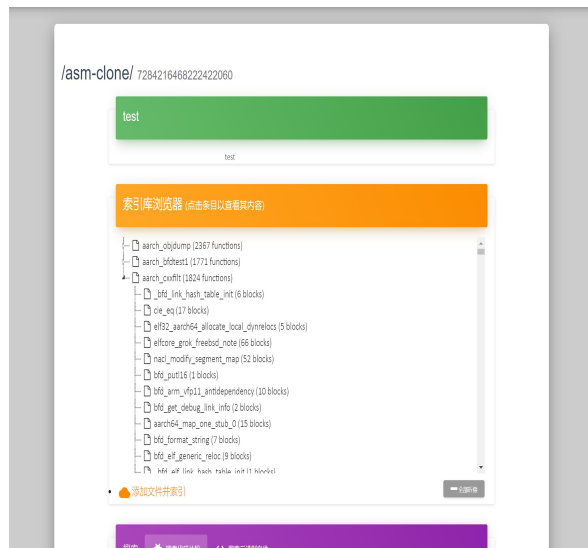 /asm-clone/ 7284216468222422060
test
test
索引库浏览器 (点击条目以查看其内容)
aarch_objdump (2367 functions)
aarch_bfdtest1 (1771 functions)
aarch_cxxfilt (1824 functions)
_bfd_link_hash_table_init (6 blocks)
cie_eq (17 blocks)
elf32_aarch64_allocate_local_dynrelocs (5 blocks)
elfcore_grok_freebsd_note (66 blocks)
nacl_modify_segment_map (52 blocks)
bfd_putl16 (1 blocks)
bfd_arm_vfp11_antidependency (10 blocks)
bfd_get_debug_link_info (2 blocks)
aarch64_map_one_stub_0 (15 blocks)
bfd_format_string (7 blocks)
bfd_elf_generic_reloc (9 blocks)
_bfd_elf_link_hash_table_init (1 blocks)
添加文件并索引